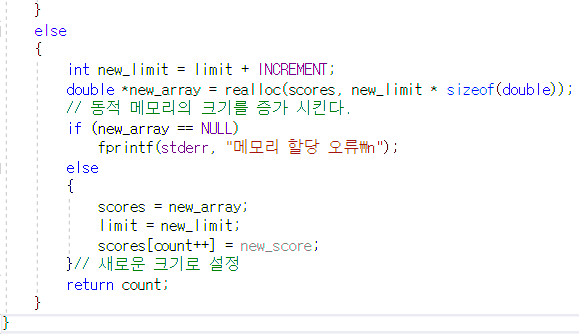 }
else
{
int new_limit = limit + INCREMENT;
double *new_array = realloc(scores, new_limit * sizeof(double));
// 동적 메모리의 크기를 증가 시킨다.
if (new_array == NULL)
fprintf(stderr, "메모리 할당 오류₩n");
else
{
scores = new_array;
limit = new_limit;
scores[count++] = new_score;
}// 새로운 크기로 설정
return count;
}
}